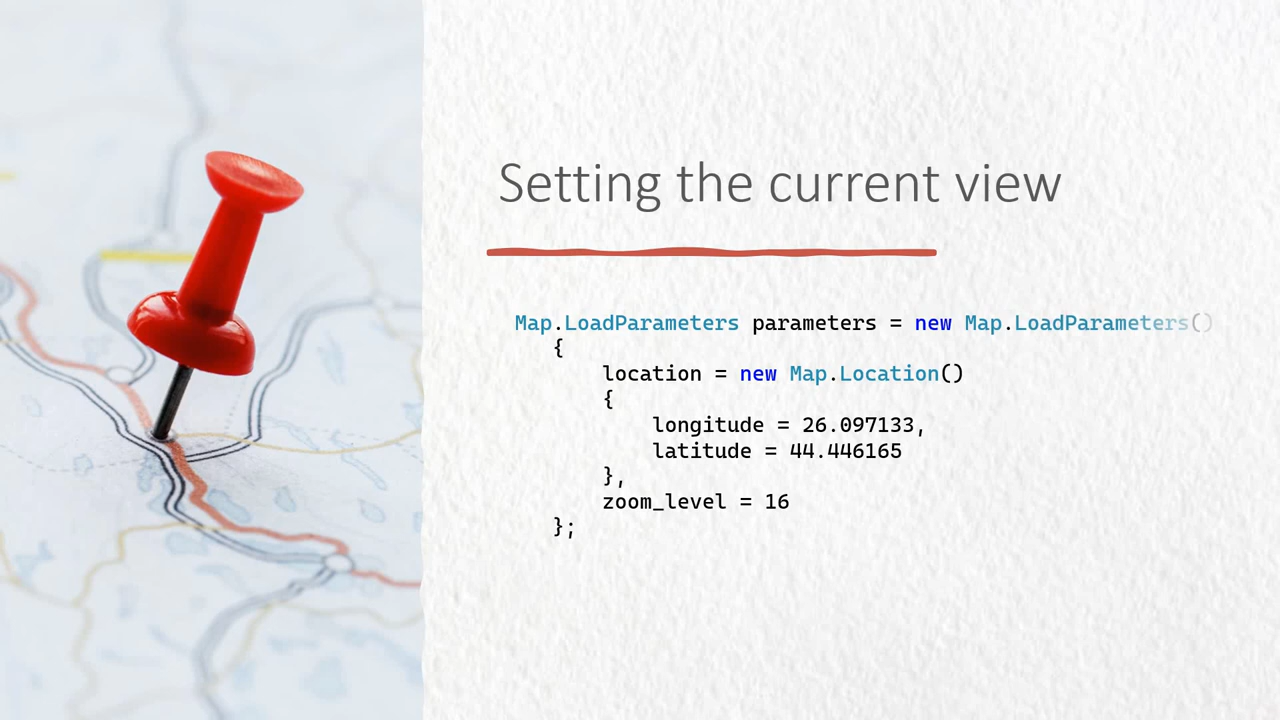 Setting the current view
Map.LoadParameters parameters = new Map.LoadParameters()
{
location = new Map.Location()
{
longitude = 26.097133,
latitude = 44.446165
},
zoom_level = 16
};